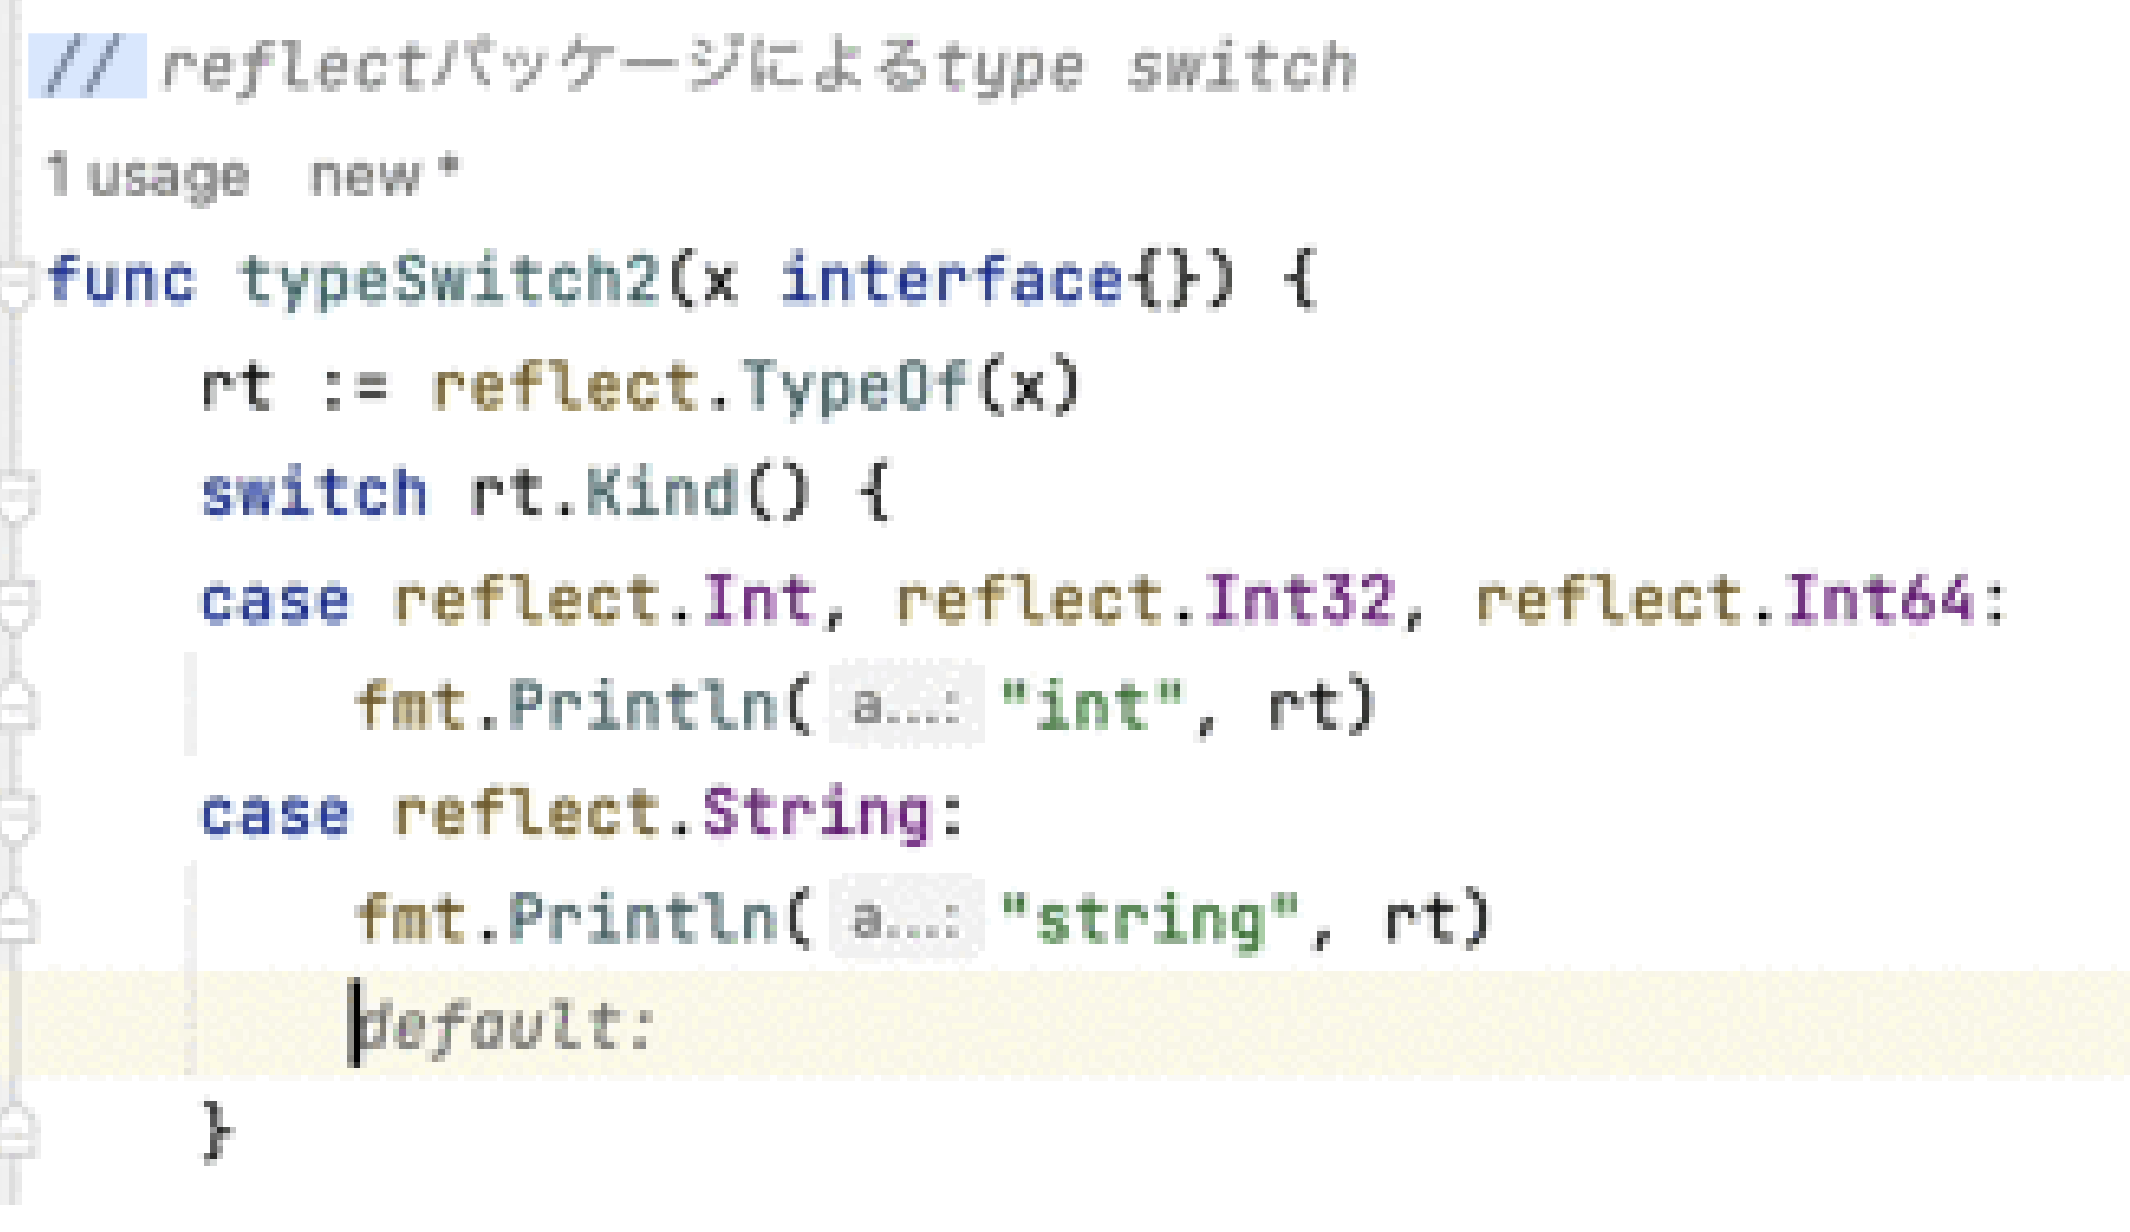 // reflectパッケージによるtype switch
1 usage new *
func typeSwitch2(x interface{}) {
rt := reflect.TypeOf(x)
switch rt.Kind() {
case reflect.Int, reflect.Int32, reflect.Int64:
fmt.Println( a...: "int", rt)
case reflect.String:
fmt.Println( a...: "string", rt)
default:
}